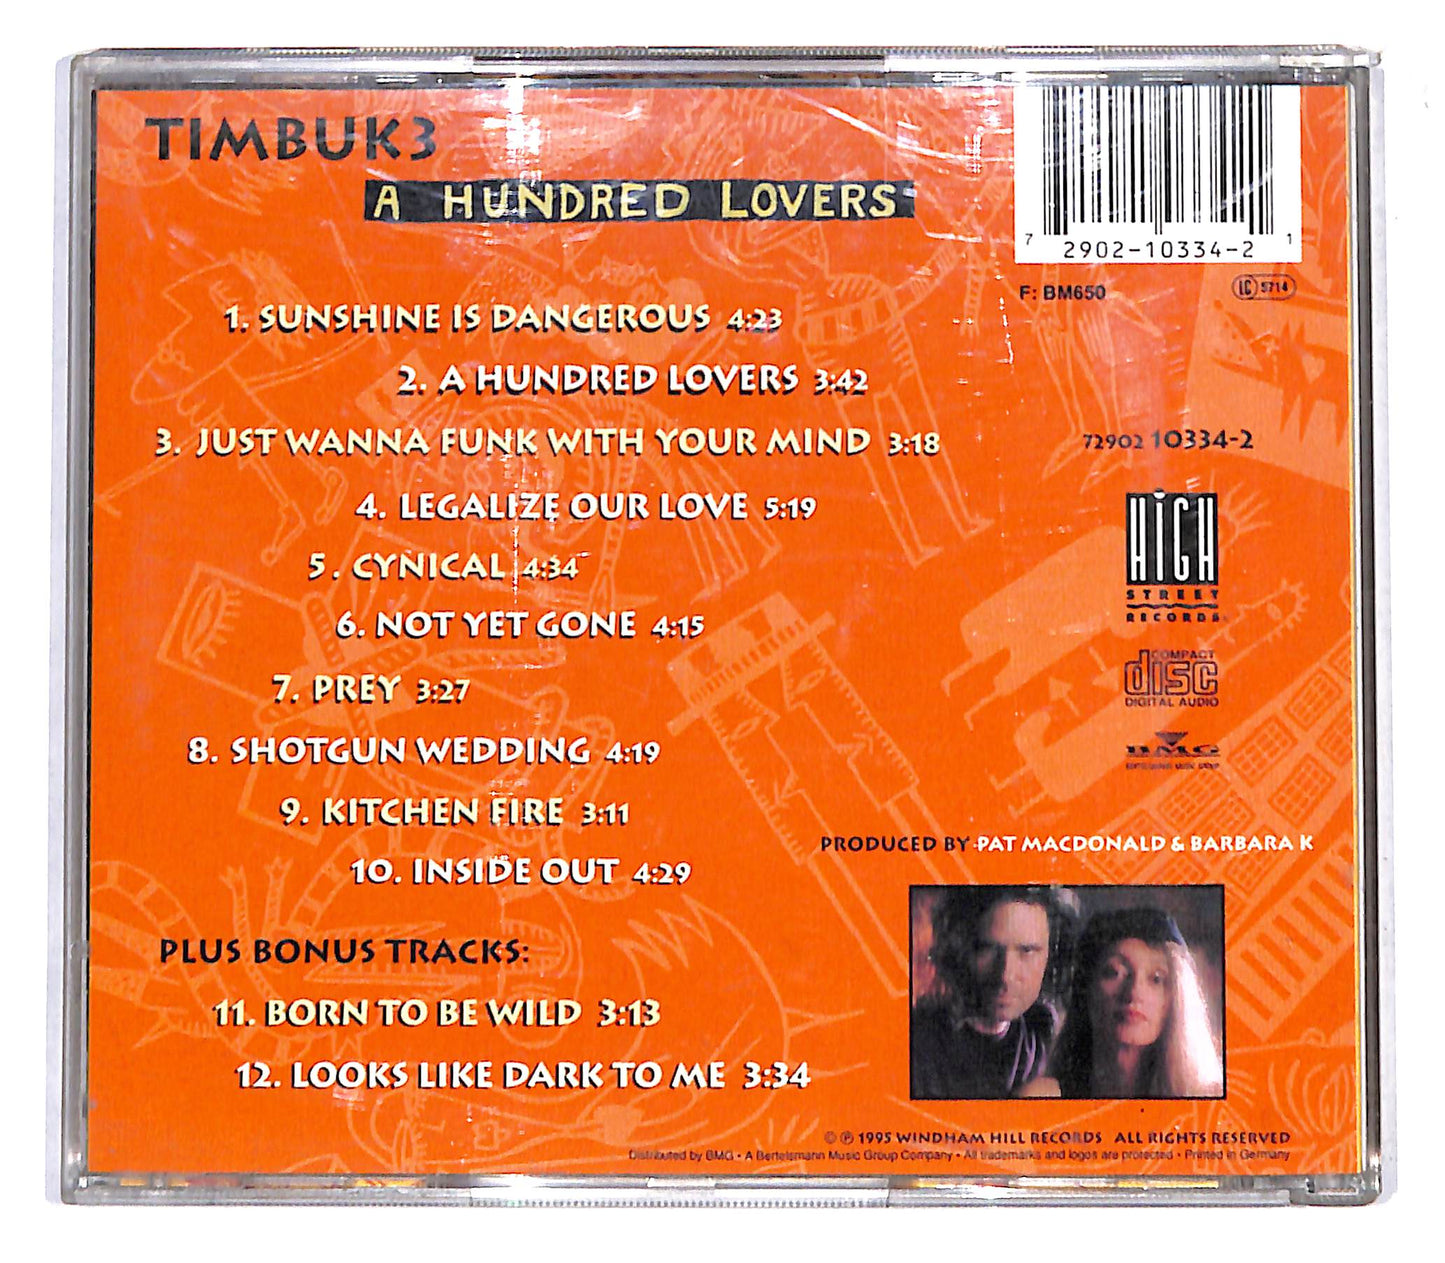 TIMBUK3
A HUNDRED LOVERS
7 2902-10334-2 1
F: BM650
LC 5714
1. SUNSHINE IS DANGEROUS 4:23
2. A HUNDRED LOVERS 3:42
3. JUST WANNA FUNK WITH YOUR MIND 3:18
4. LEGALIZE OUR LOVE 5:19
5. CYNICAL 4:34
6. NOT YET GONE 4:15
7. PREY 3:27
8. SHOTGUN WEDDING 4:19
9. KITCHEN FIRE 3:11
10. INSIDE OUT 4:29
PLUS BONUS TRACKS:
11. BORN TO BE WILD 3:13
12. LOOKS LIKE DARK TO ME 3:34
72902 10334-2
HIGH
STREET
RECORDS
COMPACT
disc
DIGITAL AUDIO
BMG
BERTELSMANN MUSIC GROUP
PRODUCED BY PAT MACDONALD & BARBARA K
© ℗ 1995 WINDHAM HILL RECORDS ALL RIGHTS RESERVED
Distributed by BMG • A Bertelsmann Music Group Company • All trademarks and logos are protected • Printed in Germany